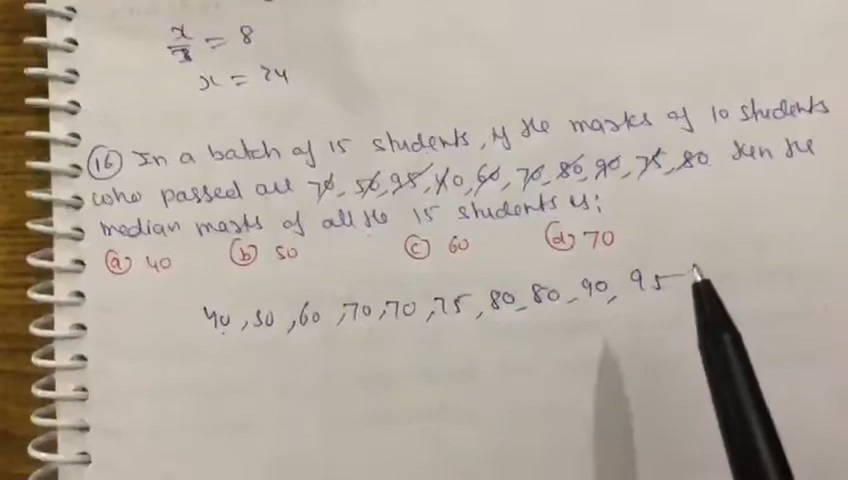 x/3 = 8
x = 24
(16) In a batch of 15 students, if the marks of 10 students
who passed are 70, 50, 95, 40, 60, 70, 80, 90, 75, 80 then the
median marks of all the 15 students is:
(a) 40 (b) 50 (c) 60 (d) 70
40, 50, 60, 70, 70, 75, 80, 80, 90, 95